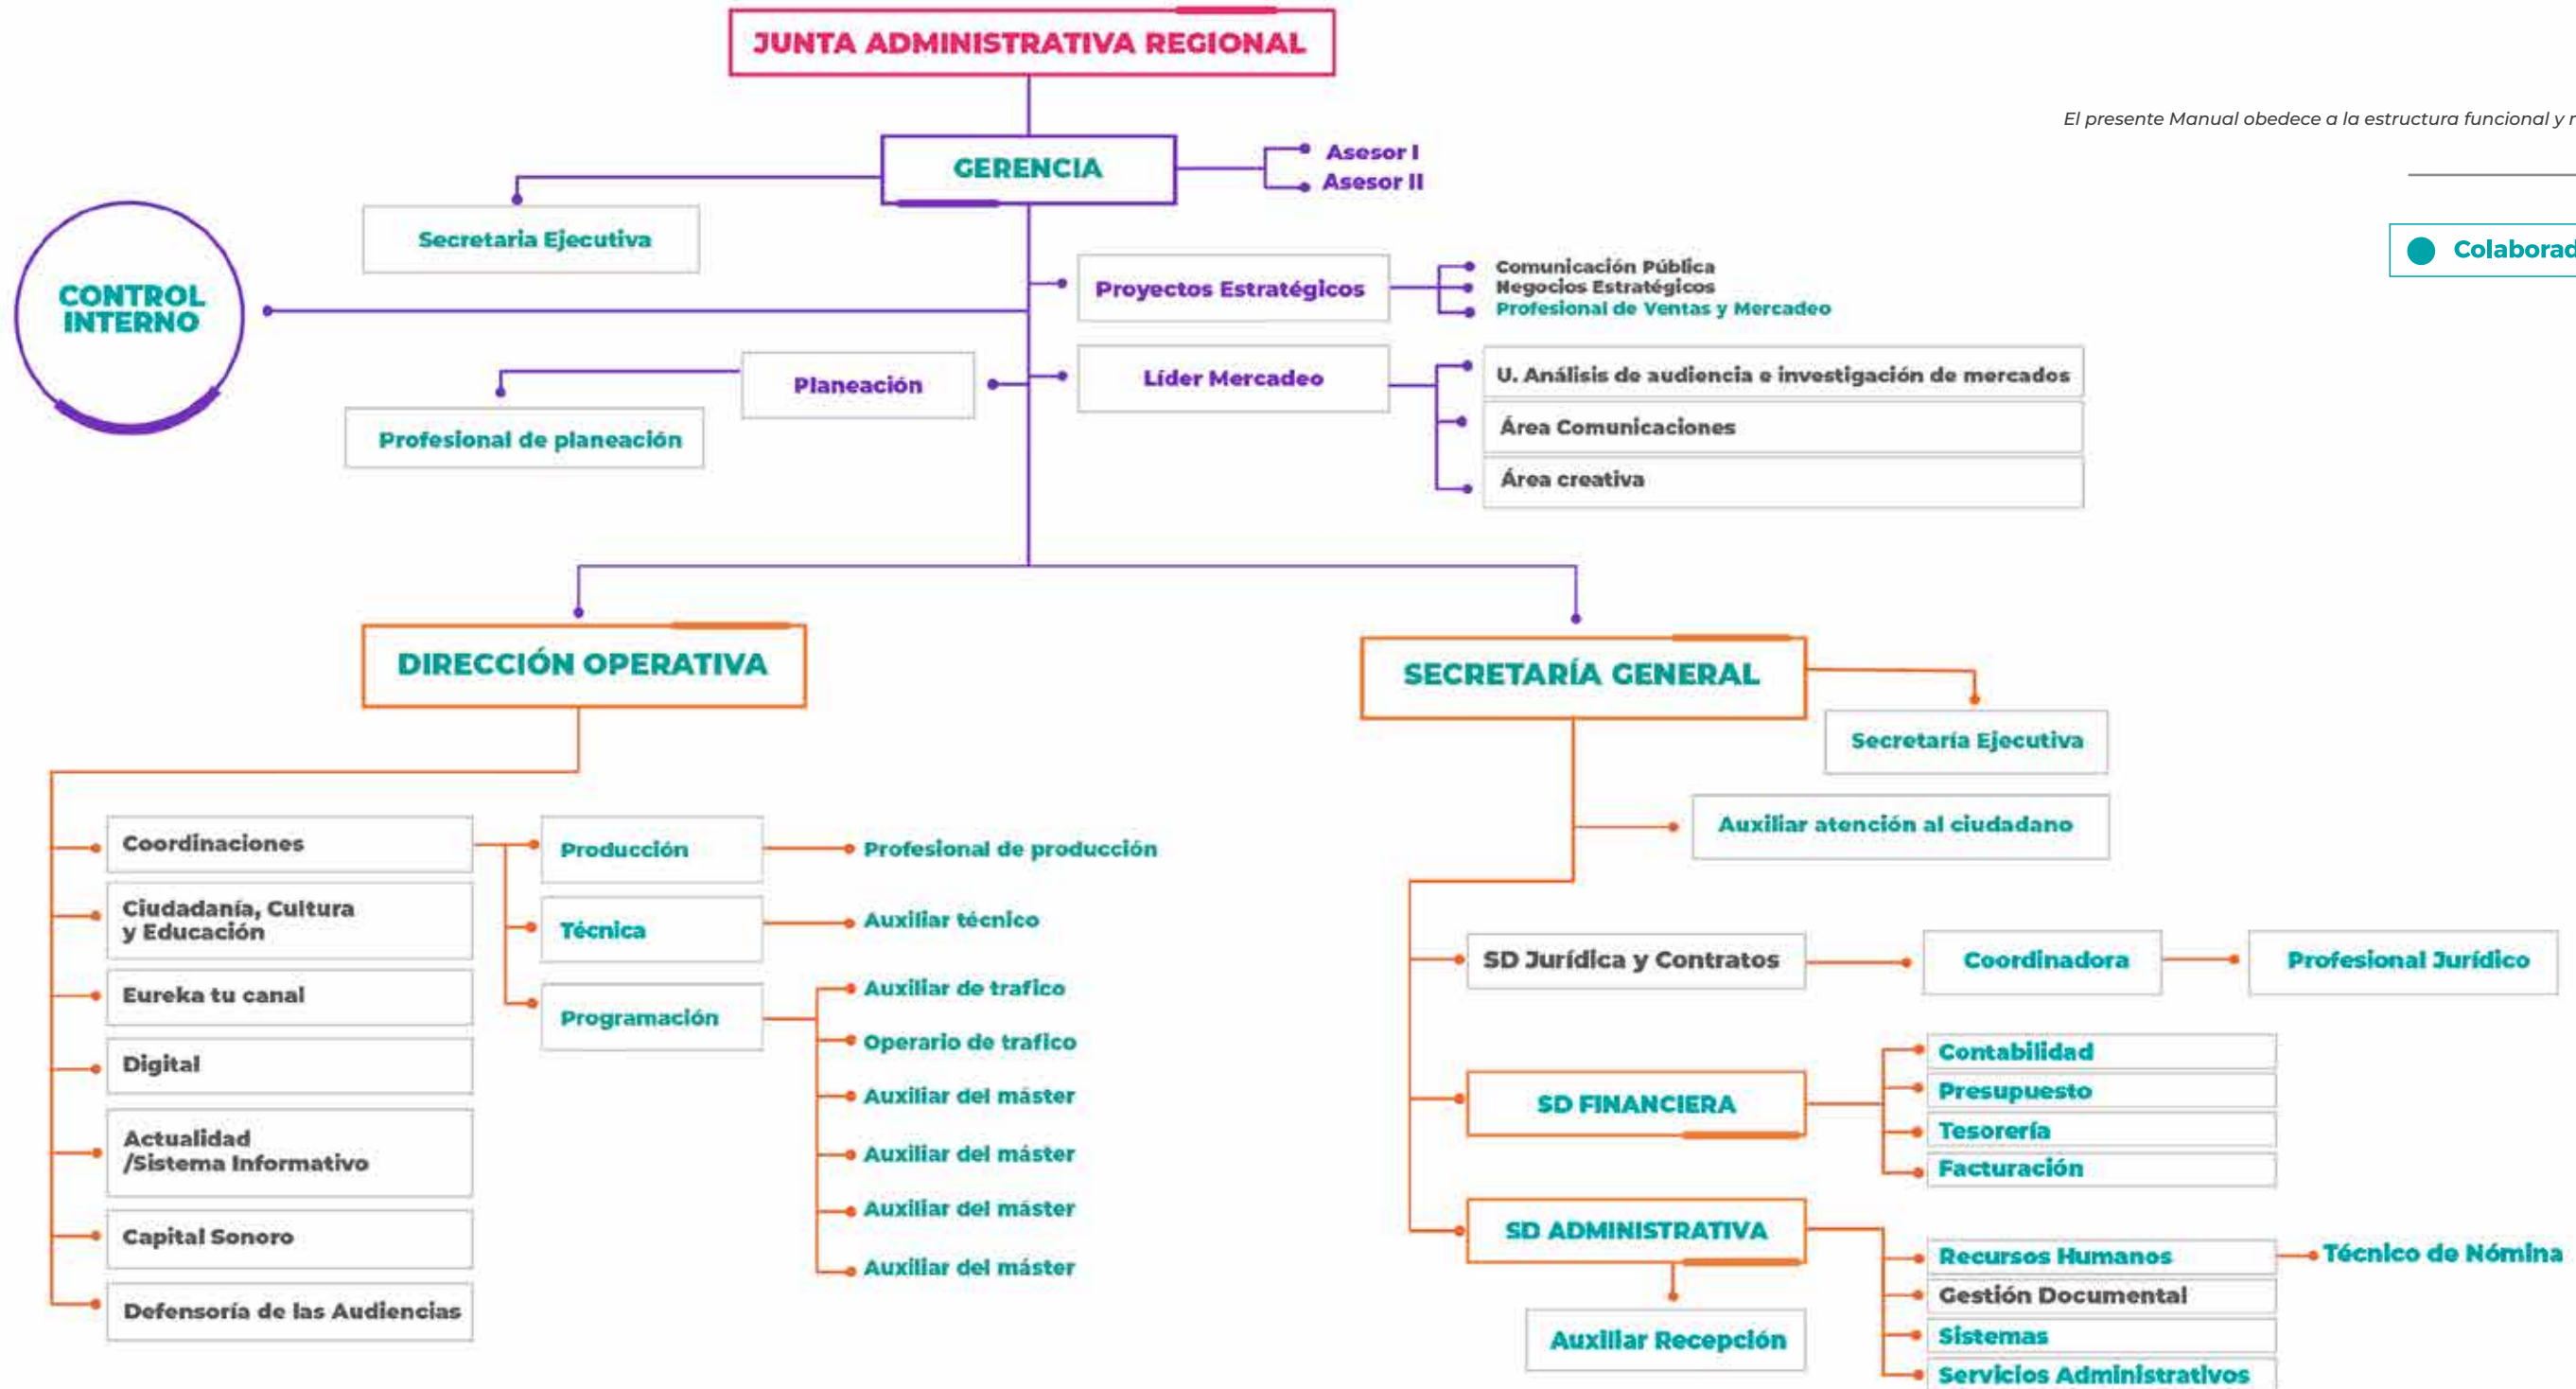 JUNTA ADMINISTRATIVA REGIONAL
El presente Manual obedece a la estructura funcional y
GERENCIA
Asesor I
Asesor II
Secretaria Ejecutiva
CONTROL
INTERNO
Proyectos Estratégicos
Comunicación Pública
Negocios Estratégicos
Profesional de Ventas y Mercadeo
Planeación
Profesional de planeación
Líder Mercadeo
U. Análisis de audiencia e investigación de mercados
Área Comunicaciones
Área creativa
DIRECCIÓN OPERATIVA
Coordinaciones
Ciudadanía, Cultura
y Educación
Eureka tu canal
Digital
Actualidad
/Sistema Informativo
Capital Sonoro
Defensoría de las Audiencias
Producción
Profesional de producción
Técnica
Auxiliar técnico
Programación
Auxiliar de trafico
Operario de trafico
Auxiliar del máster
Auxiliar del máster
Auxiliar del máster
Auxiliar del máster
SECRETARÍA GENERAL
Secretaría Ejecutiva
Auxiliar atención al ciudadano
SD Jurídica y Contratos
Coordinadora
Profesional Jurídico
SD FINANCIERA
Contabilidad
Presupuesto
Tesorería
Facturación
SD ADMINISTRATIVA
Auxiliar Recepción
Recursos Humanos
Técnico de Nómina
Gestión Documental
Sistemas
Servicios Administrativos